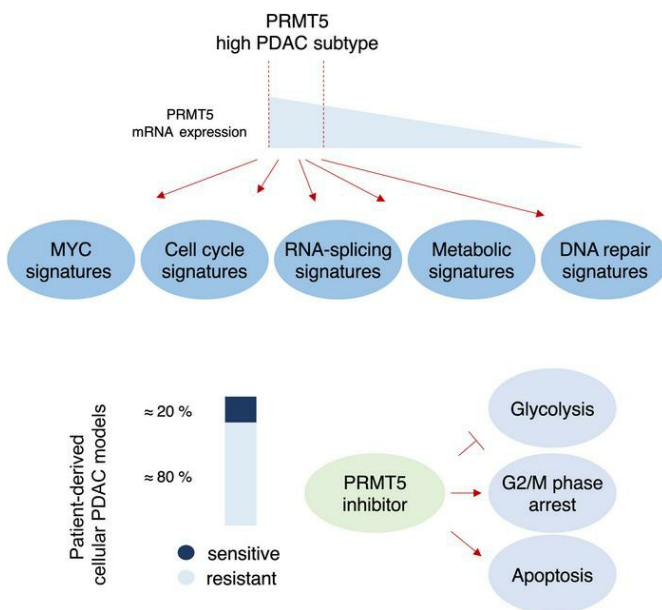 PRMT5
high PDAC subtype
PRMT5
mRNA expression
MYC
signatures
Cell cycle
signatures
RNA-splicing
signatures
Metabolic
signatures
DNA repair
signatures
Patient-derived
cellular PDAC models
≈ 20 %
≈ 80 %
sensitive
resistant
PRMT5
inhibitor
Glycolysis
G2/M phase
arrest
Apoptosis